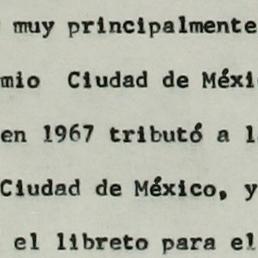 muy principalmente
mio Ciudad de Méxi
en 1967 tributó a l
Ciudad de México, y
el libreto para el